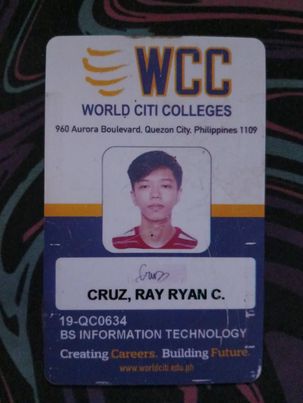 WCC
WORLD CITI COLLEGES
960 Aurora Boulevard, Quezon City, Philippines 1109
CRUZ, RAY RYAN C.
19-QC0634
BS INFORMATION TECHNOLOGY
Creating Careers. Building Future.
www.worldciti.edu.ph